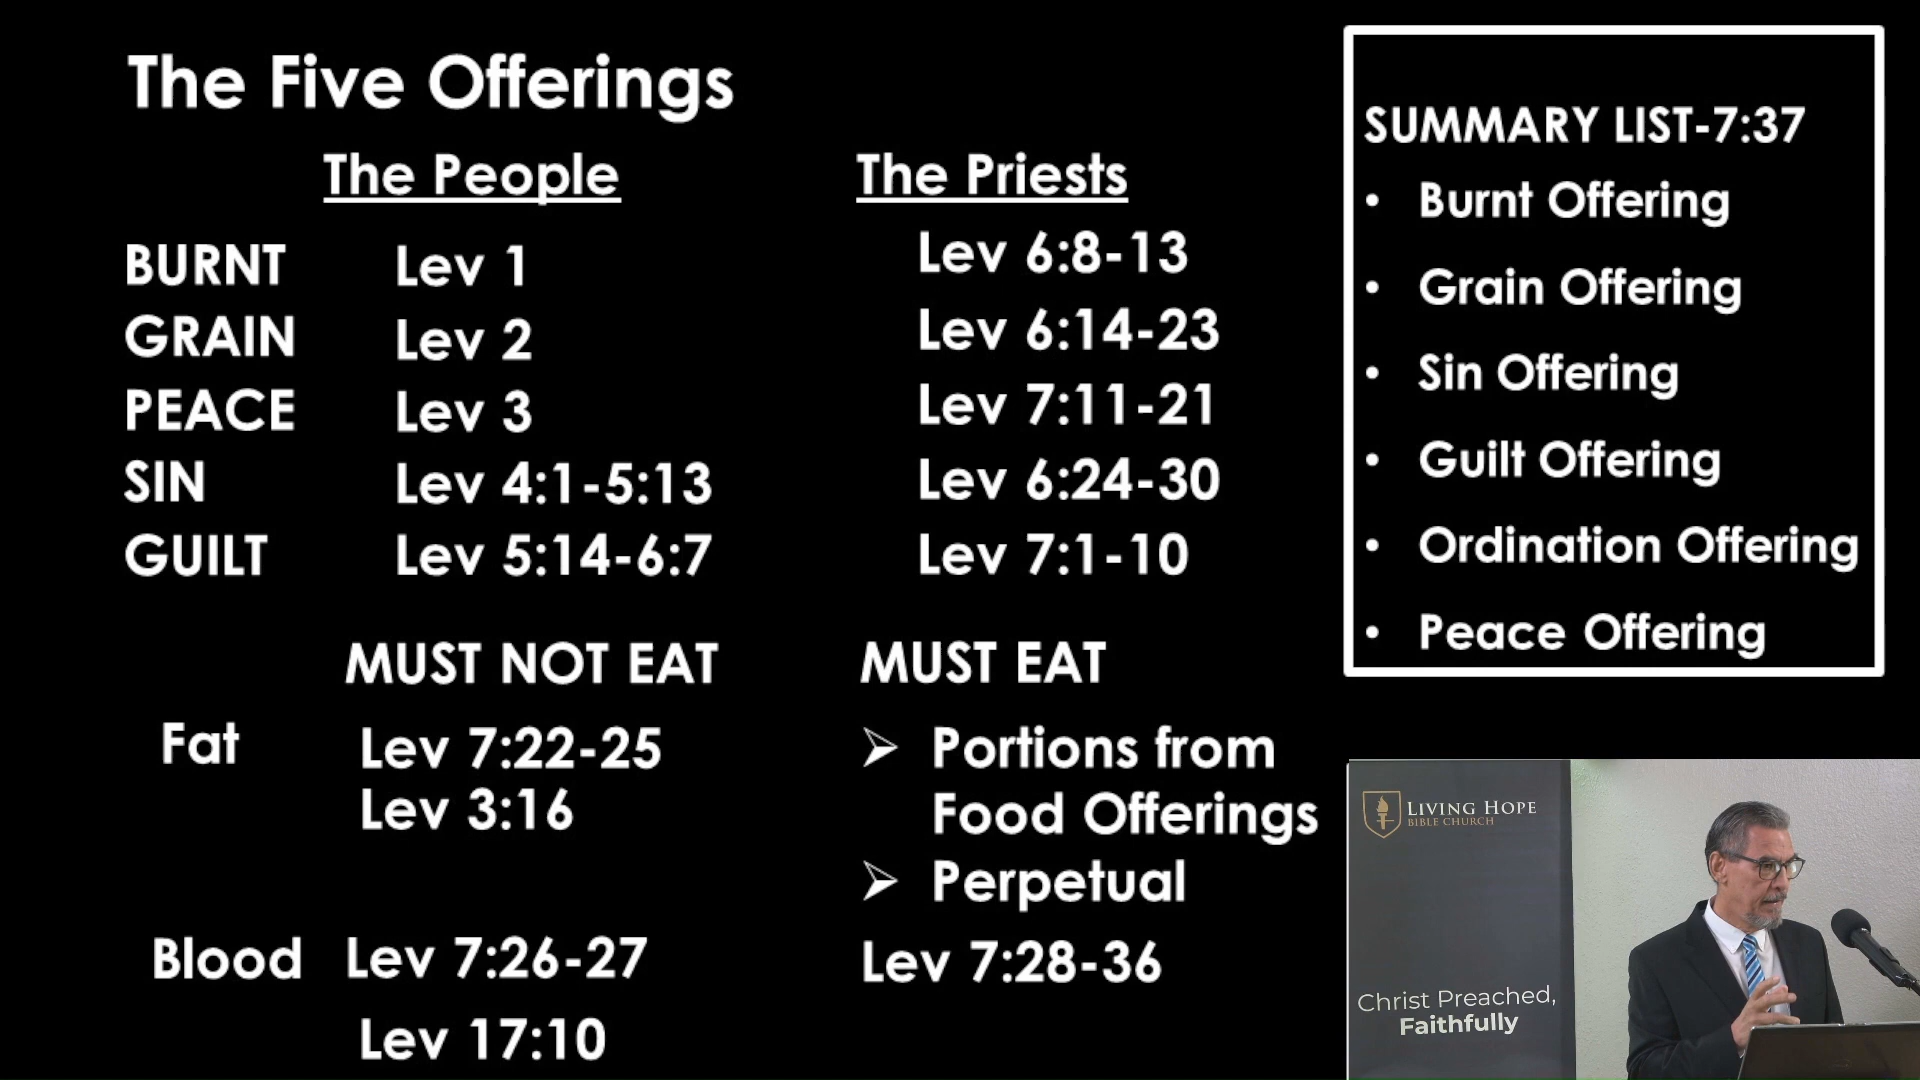 The Five Offerings
The People
The Priests
BURNT
Lev 1
Lev 6:8-13
GRAIN
Lev 2
Lev 6:14-23
PEACE
Lev 3
Lev 7:11-21
SIN
Lev 4:1-5:13
Lev 6:24-30
GUILT
Lev 5:14-6:7
Lev 7:1-10
MUST NOT EAT
Fat
Lev 7:22-25
Lev 3:16
Blood
Lev 7:26-27
Lev 17:10
MUST EAT
➢ Portions from
Food Offerings
➢ Perpetual
Lev 7:28-36
SUMMARY LIST-7:37
• Burnt Offering
• Grain Offering
• Sin Offering
• Guilt Offering
• Ordination Offering
• Peace Offering
LIVING HOPE
BIBLE CHURCH
Christ Preached,
Faithfully